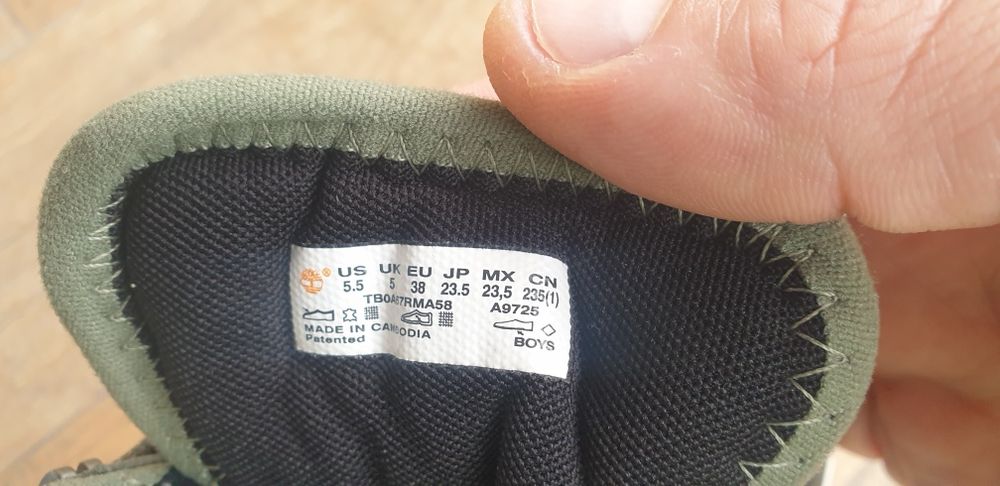 ® US UK EU JP MX CN
5.5 5 38 23.5 23,5 235(1)
TB0A67RMA58 A9725
MADE IN CAMBODIA
Patented BOYS